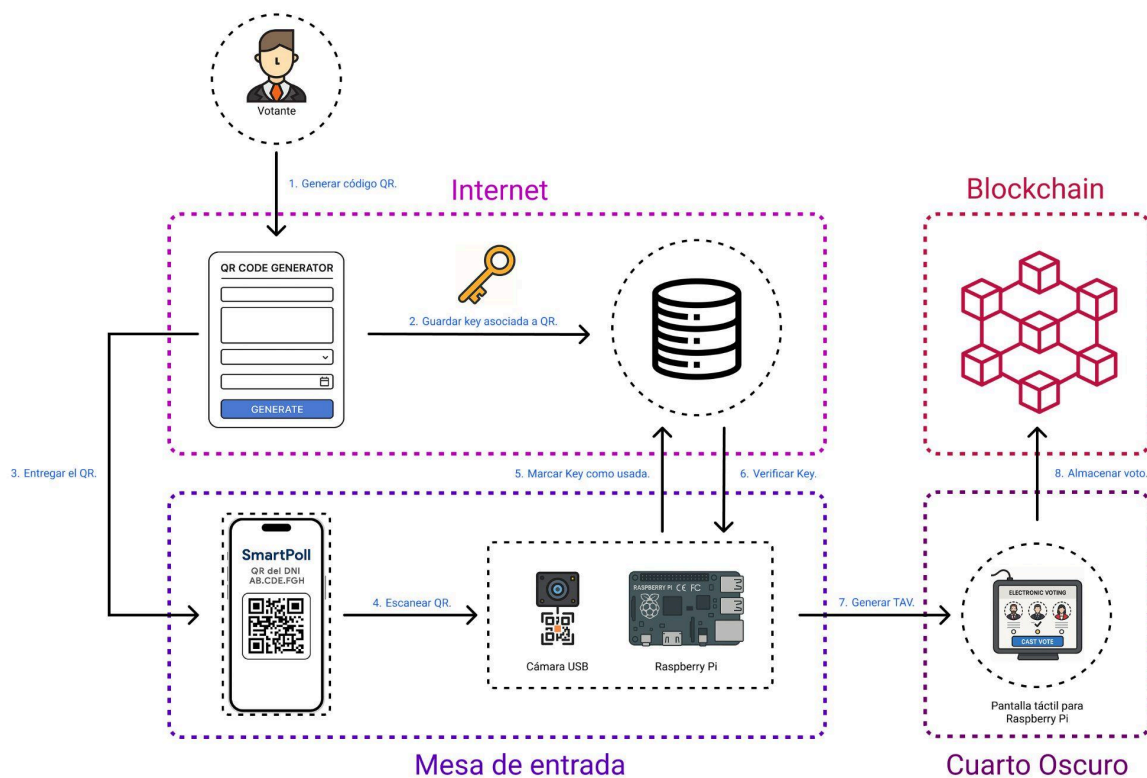 Votante
1. Generar código QR.
Internet
Blockchain
QR CODE GENERATOR
GENERATE
2. Guardar key asociada a QR.
3. Entregar el QR.
5. Marcar Key como usada.
6. Verificar Key.
8. Almacenar voto.
SmartPoll
QR del DNI
AB.CDE.FGH
4. Escanear QR.
Cámara USB
RASPBERRY PI
CE FC
Raspberry Pi
7. Generar TAV.
ELECTRONIC VOTING
CAST VOTE
Pantalla táctil para
Raspberry Pi
Mesa de entrada
Cuarto Oscuro